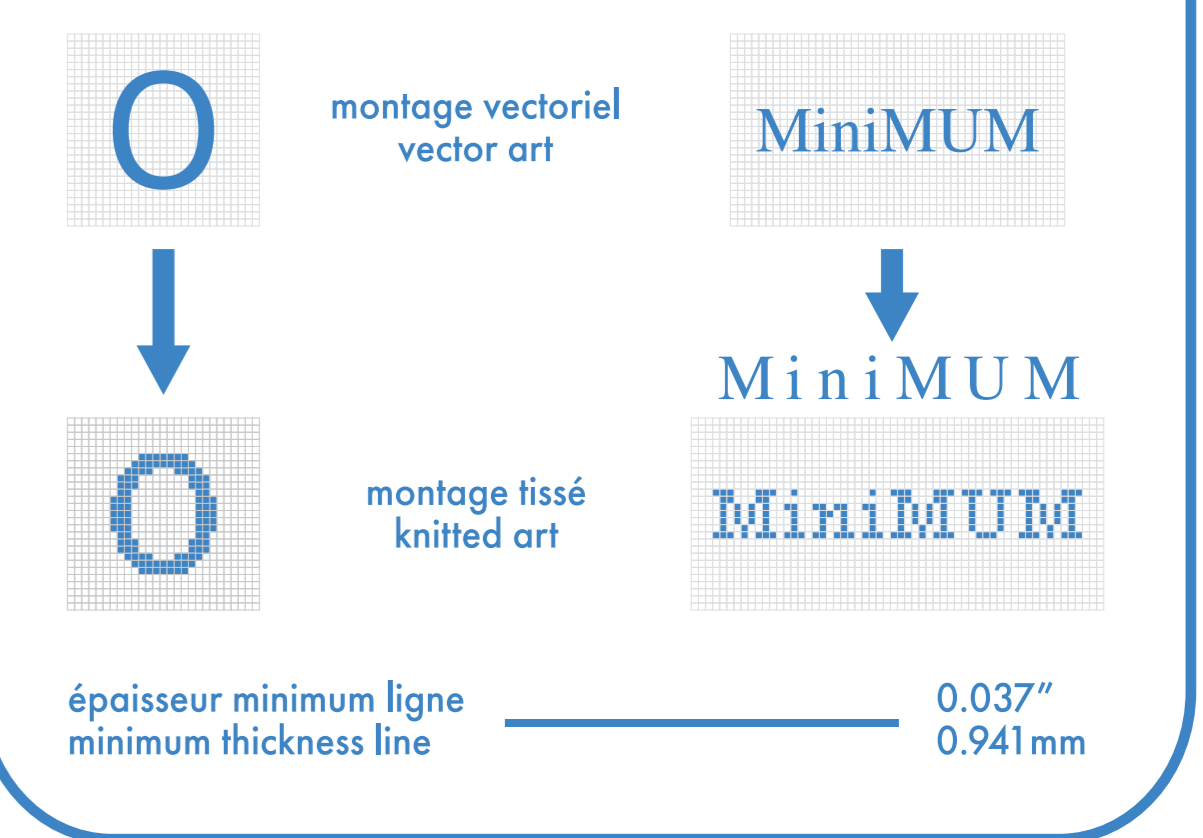 O
montage vectoriel
vector art
MiniMUM
MiniMUM
O
montage tissé
knitted art
MiniMUM
épaisseur minimum ligne
minimum thickness line
0.037″
0.941mm